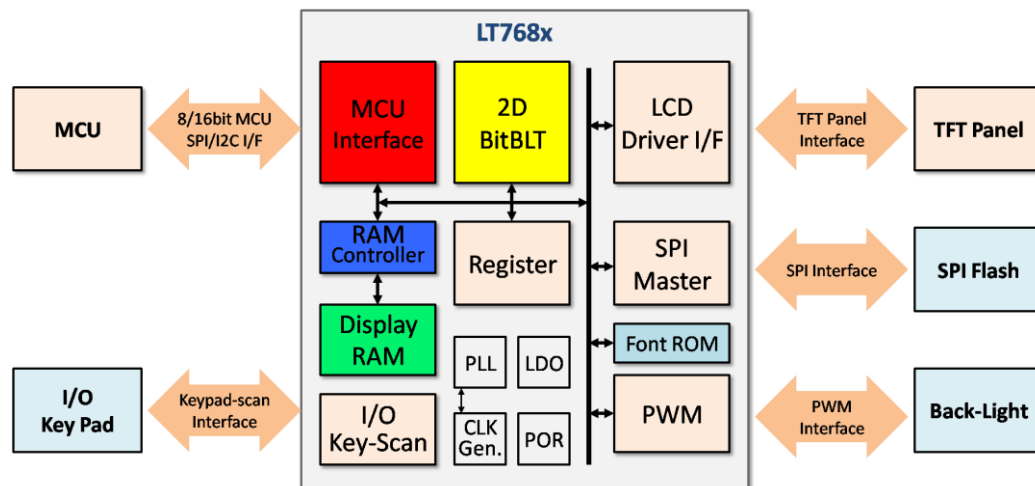 LT768x
MCU
8/16bit MCU
SPI/I2C I/F
MCU
Interface
2D
BitBLT
LCD
Driver I/F
TFT Panel
Interface
TFT Panel
RAM
Controller
Register
SPI
Master
SPI Interface
SPI Flash
Display
RAM
PLL
LDO
Font ROM
I/O
Key Pad
Keypad-scan
Interface
I/O
Key-Scan
CLK
Gen.
POR
PWM
PWM
Interface
Back-Light